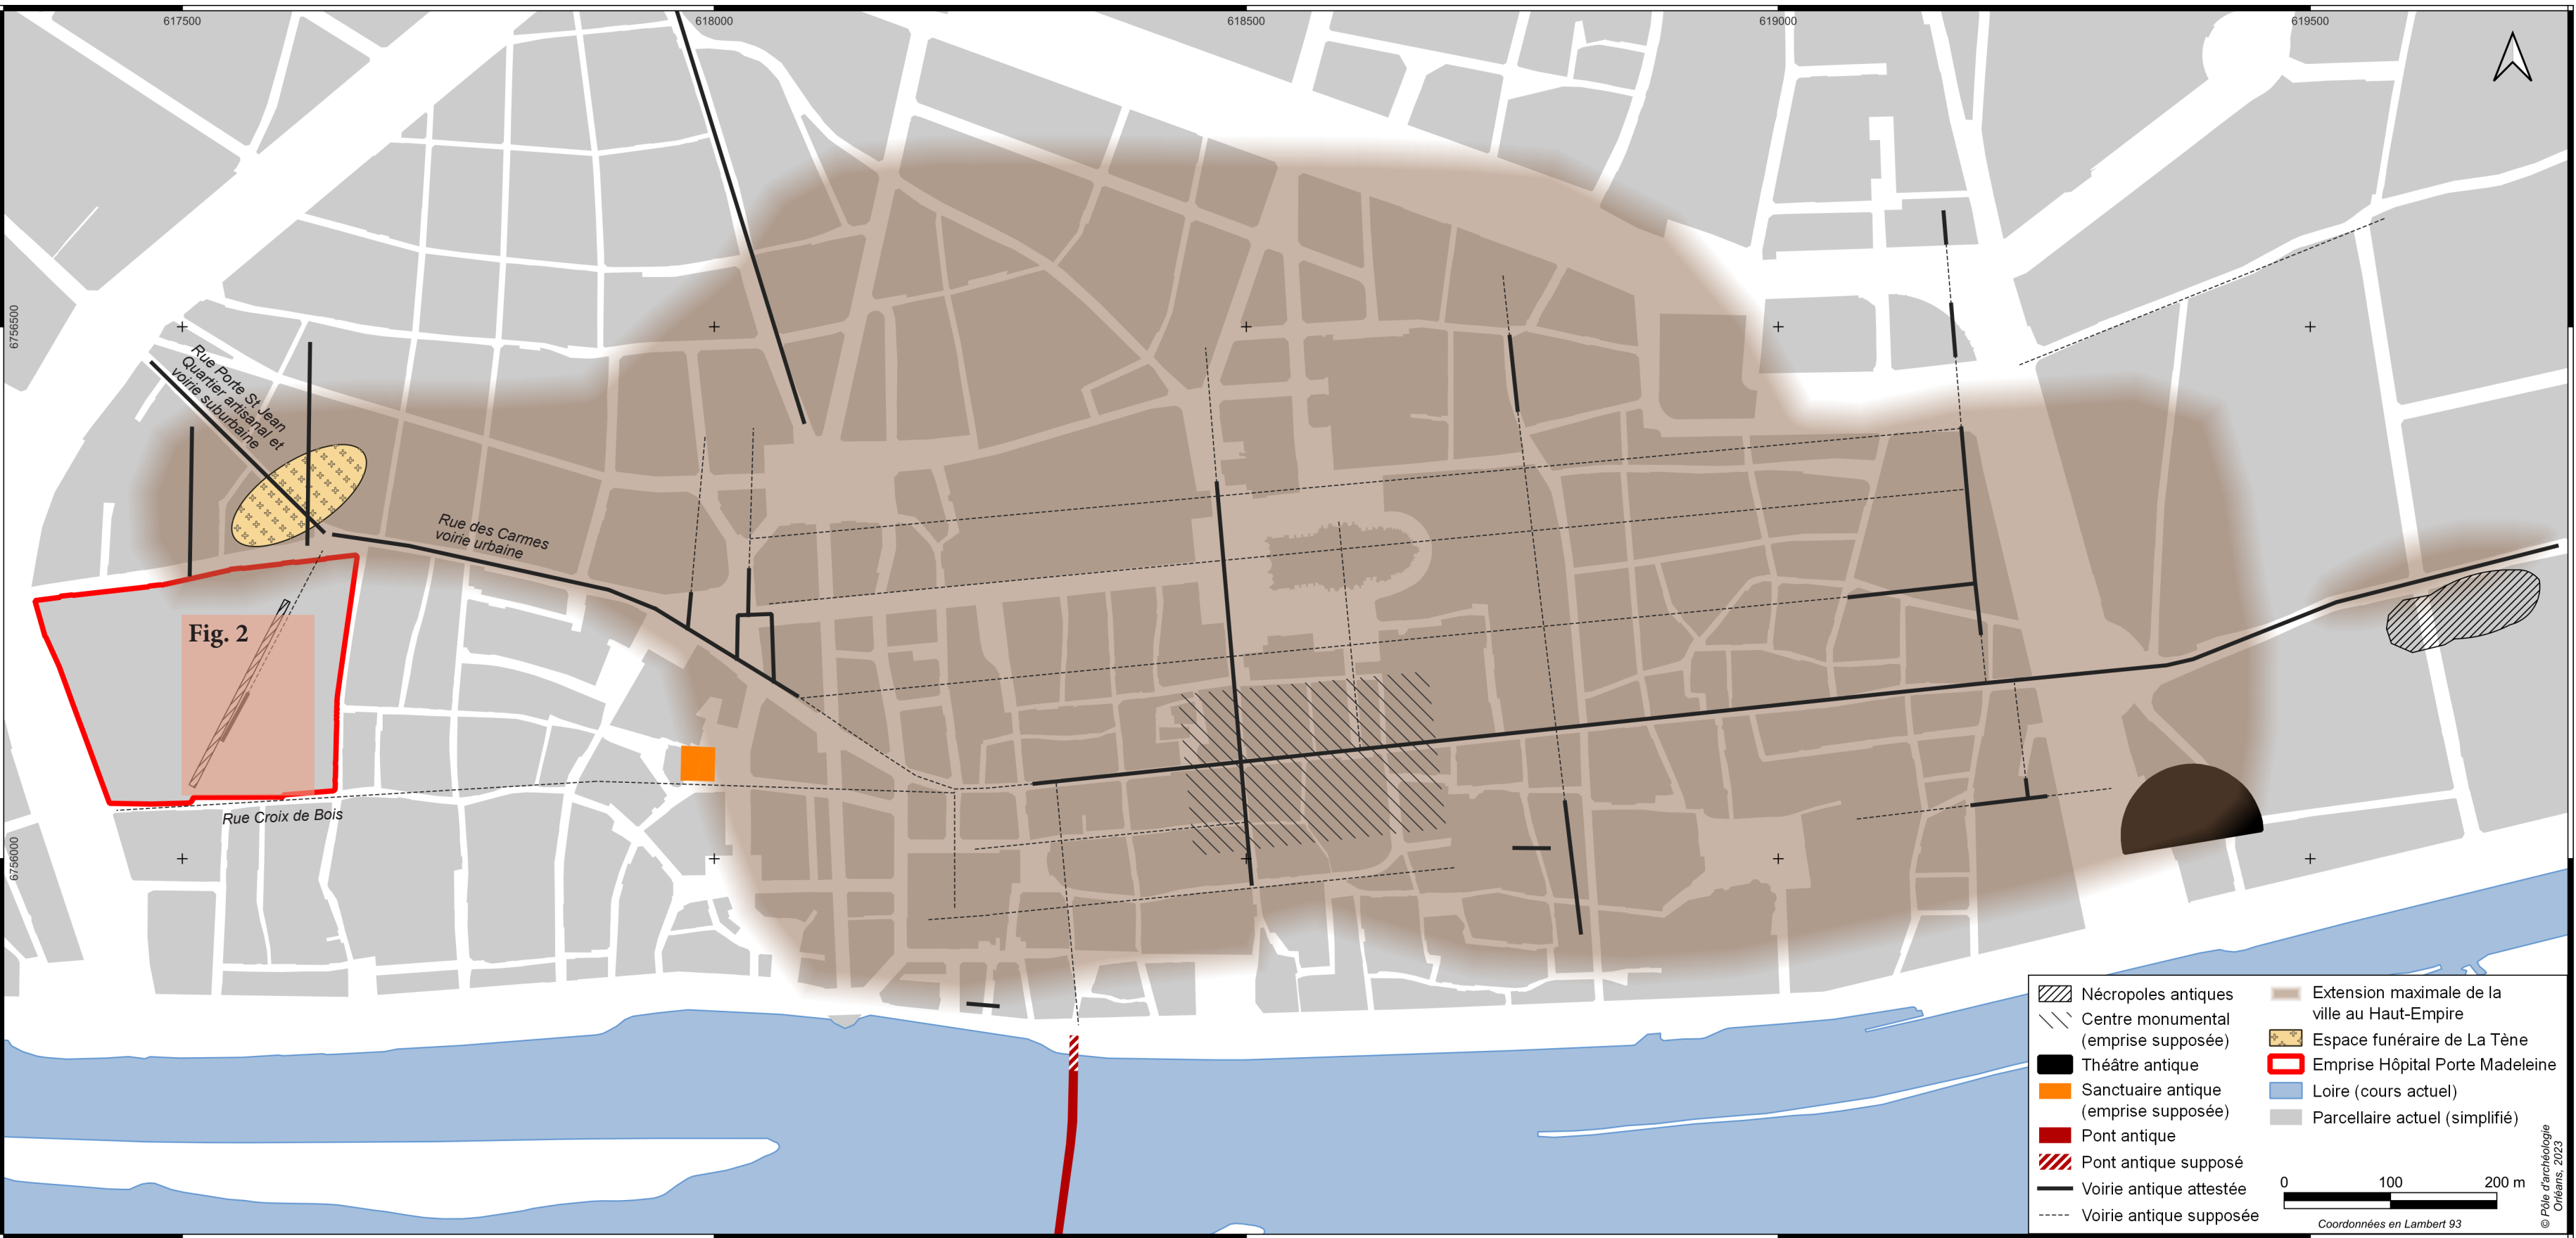 617500
618000
618500
619000
619500
6756500
6756000
Rue Porte St Jean
Quartier artisanal et
voirie suburbaine
Rue des Carmes
voirie urbaine
Fig. 2
Rue Croix de Bois
Nécropoles antiques
Centre monumental
(emprise supposée)
Théâtre antique
Sanctuaire antique
(emprise supposée)
Pont antique
Pont antique supposé
Voirie antique attestée
Voirie antique supposée
Extension maximale de la
ville au Haut-Empire
Espace funéraire de La Tène
Emprise Hôpital Porte Madeleine
Loire (cours actuel)
Parcellaire actuel (simplifié)
0 100 200 m
Coordonnées en Lambert 93
© Pôle d'archéologie
Orléans, 2023